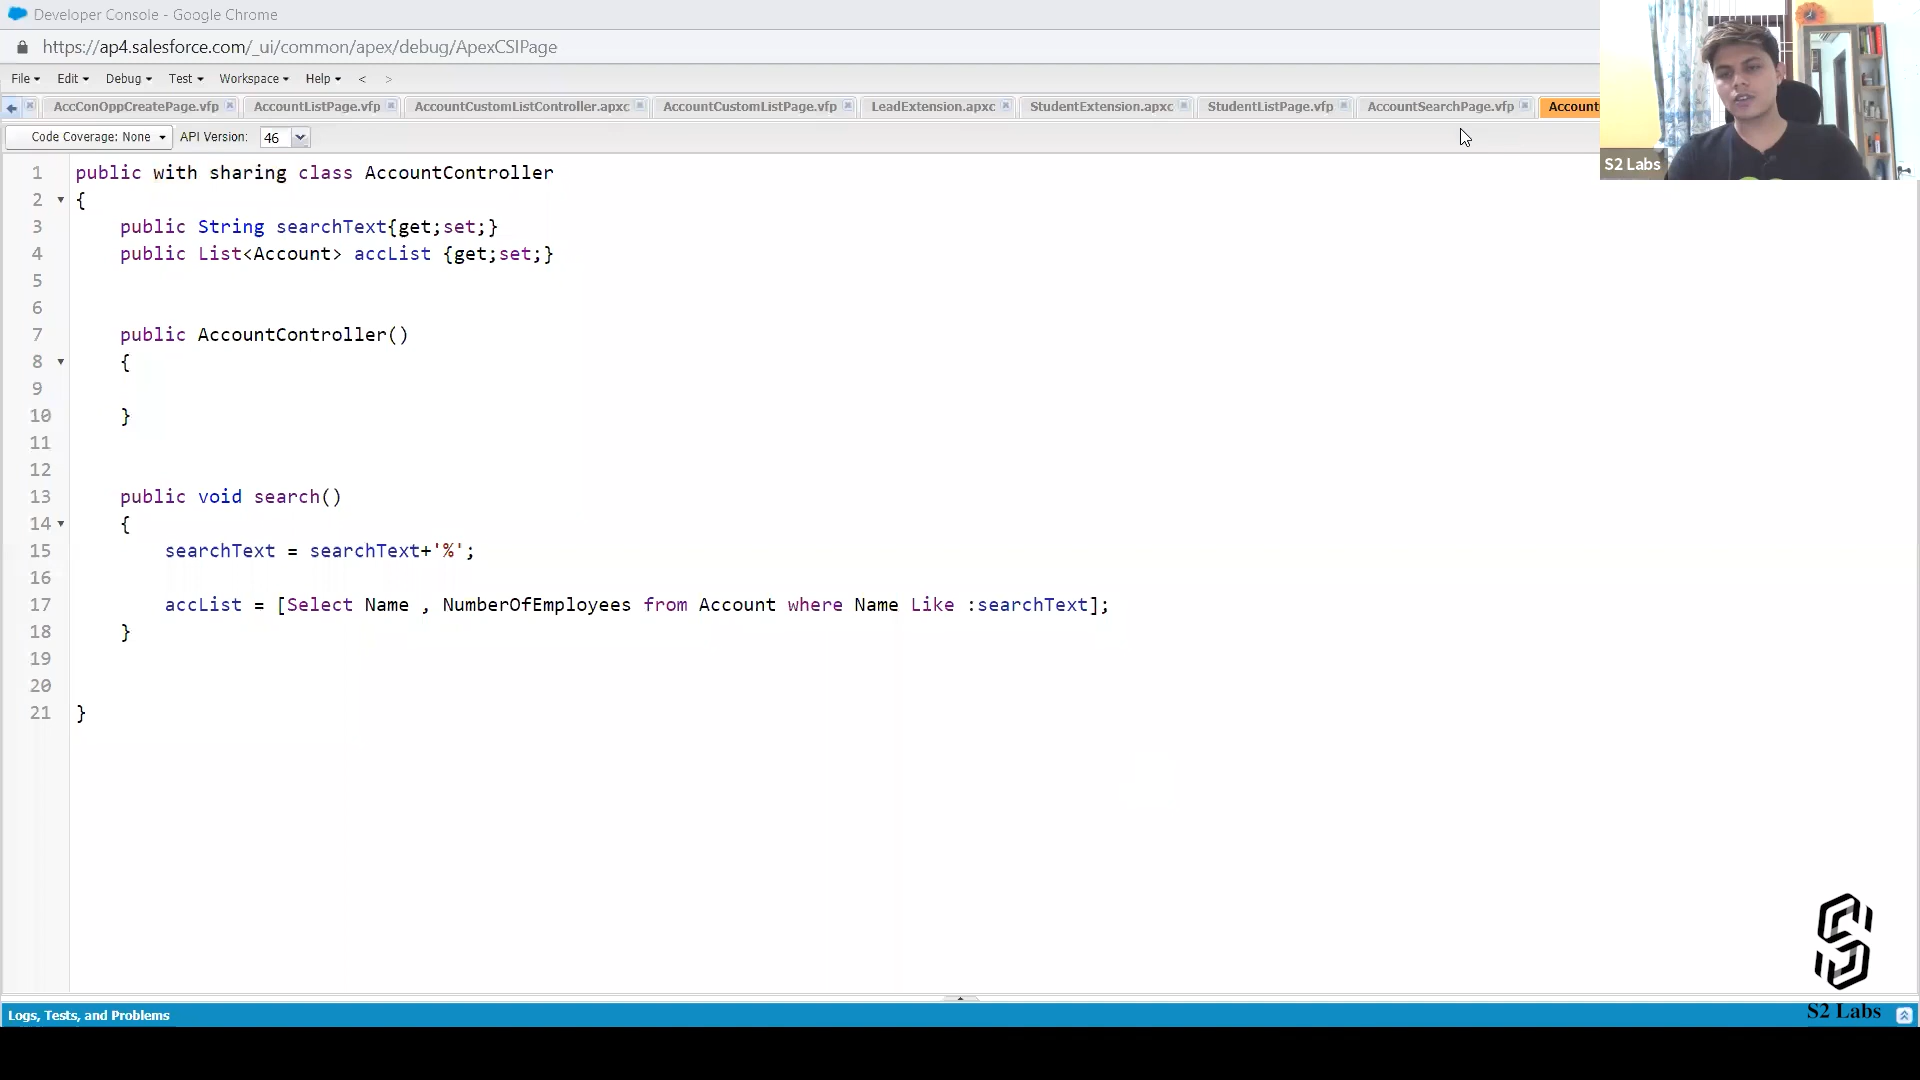 Developer Console - Google Chrome
https://ap4.salesforce.com/_ui/common/apex/debug/ApexCSIPage
File Edit Debug Test Workspace Help < >
AccConOppCreatePage.vfp AccountListPage.vfp AccountCustomListController.apxc AccountCustomListPage.vfp LeadExtension.apxc StudentExtension.apxc StudentListPage.vfp AccountSearchPage.vfp Account
Code Coverage: None API Version: 46
S2 Labs
1 public with sharing class AccountController
2 {
3 public String searchText{get;set;}
4 public List<Account> accList {get;set;}
5
6
7 public AccountController()
8 {
9
10 }
11
12
13 public void search()
14 {
15 searchText = searchText+'%';
16
17 accList = [Select Name , NumberOfEmployees from Account where Name Like :searchText];
18 }
19
20
21 }
S2 Labs
Logs, Tests, and Problems